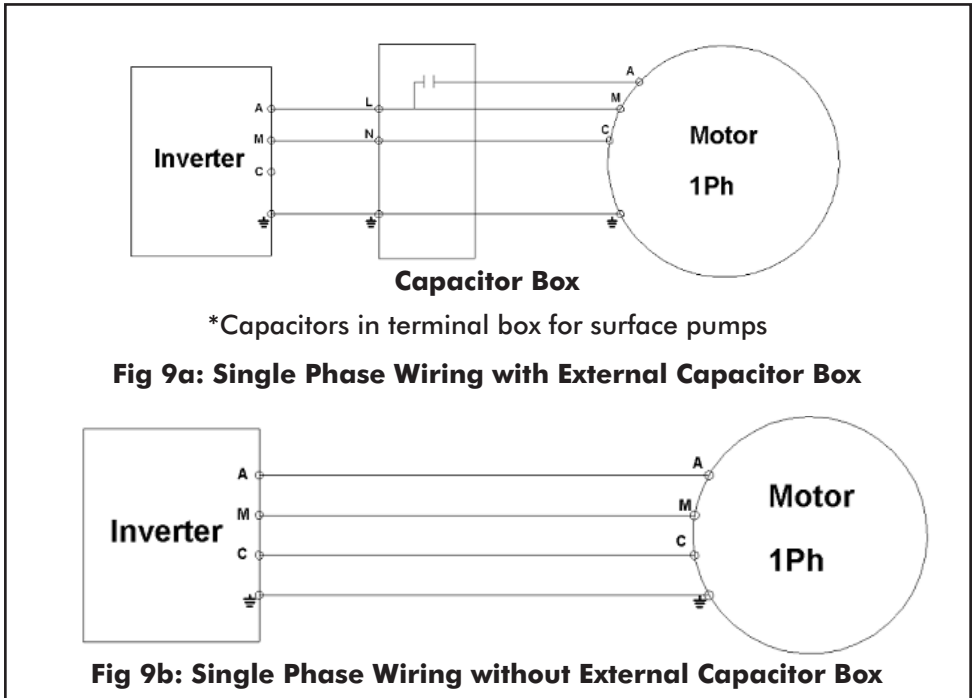 A L A
M
M N C
Inverter C Motor
1Ph
Capacitor Box
*Capacitors in terminal box for surface pumps
Fig 9a: Single Phase Wiring with External Capacitor Box
A A
M M Motor
Inverter C C 1Ph
Fig 9b: Single Phase Wiring without External Capacitor Box